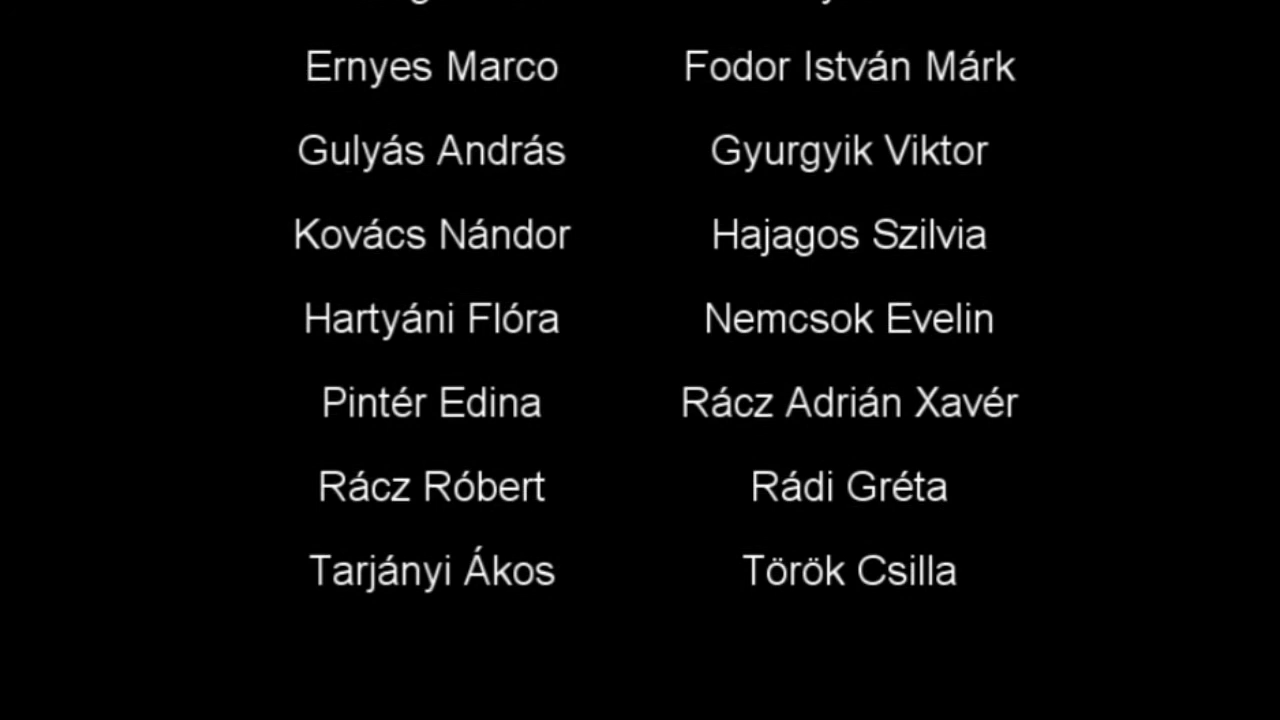 Ernyes Marco Fodor István Márk
Gulyás András Gyurgyik Viktor
Kovács Nándor Hajagos Szilvia
Hartyáni Flóra Nemcsok Evelin
Pintér Edina Rácz Adrián Xavér
Rácz Róbert Rádi Gréta
Tarjányi Ákos Török Csilla